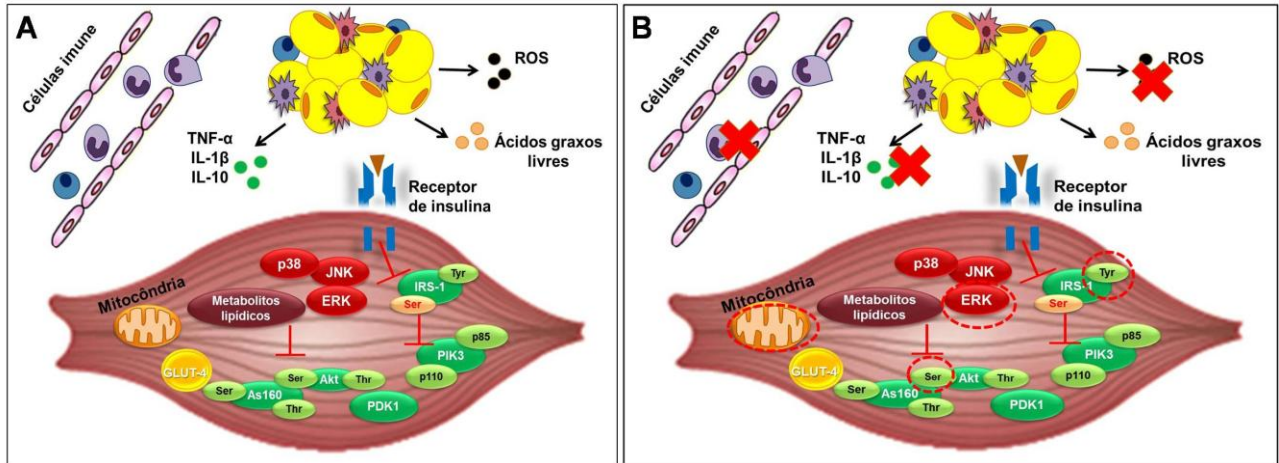 A
Células imune
ROS
TNF-α
IL-1β
IL-10
Ácidos graxos
livres
Receptor
de insulina
p38
JNK
ERK
Tyr
IRS-1
Ser
Mitocôndria
Metabolitos
lipídicos
p85
PIK3
p110
GLUT-4
Ser
As160
Thr
Ser
Akt
Thr
PDK1
B
Células imune
ROS
TNF-α
IL-1β
IL-10
Ácidos graxos
livres
Receptor
de insulina
p38
JNK
ERK
Tyr
IRS-1
Ser
Mitocôndria
Metabolitos
lipídicos
p85
PIK3
p110
GLUT-4
Ser
As160
Thr
Ser
Akt
Thr
PDK1